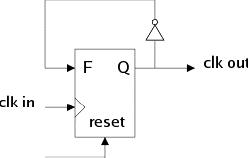 F Q clk out
clk in
reset